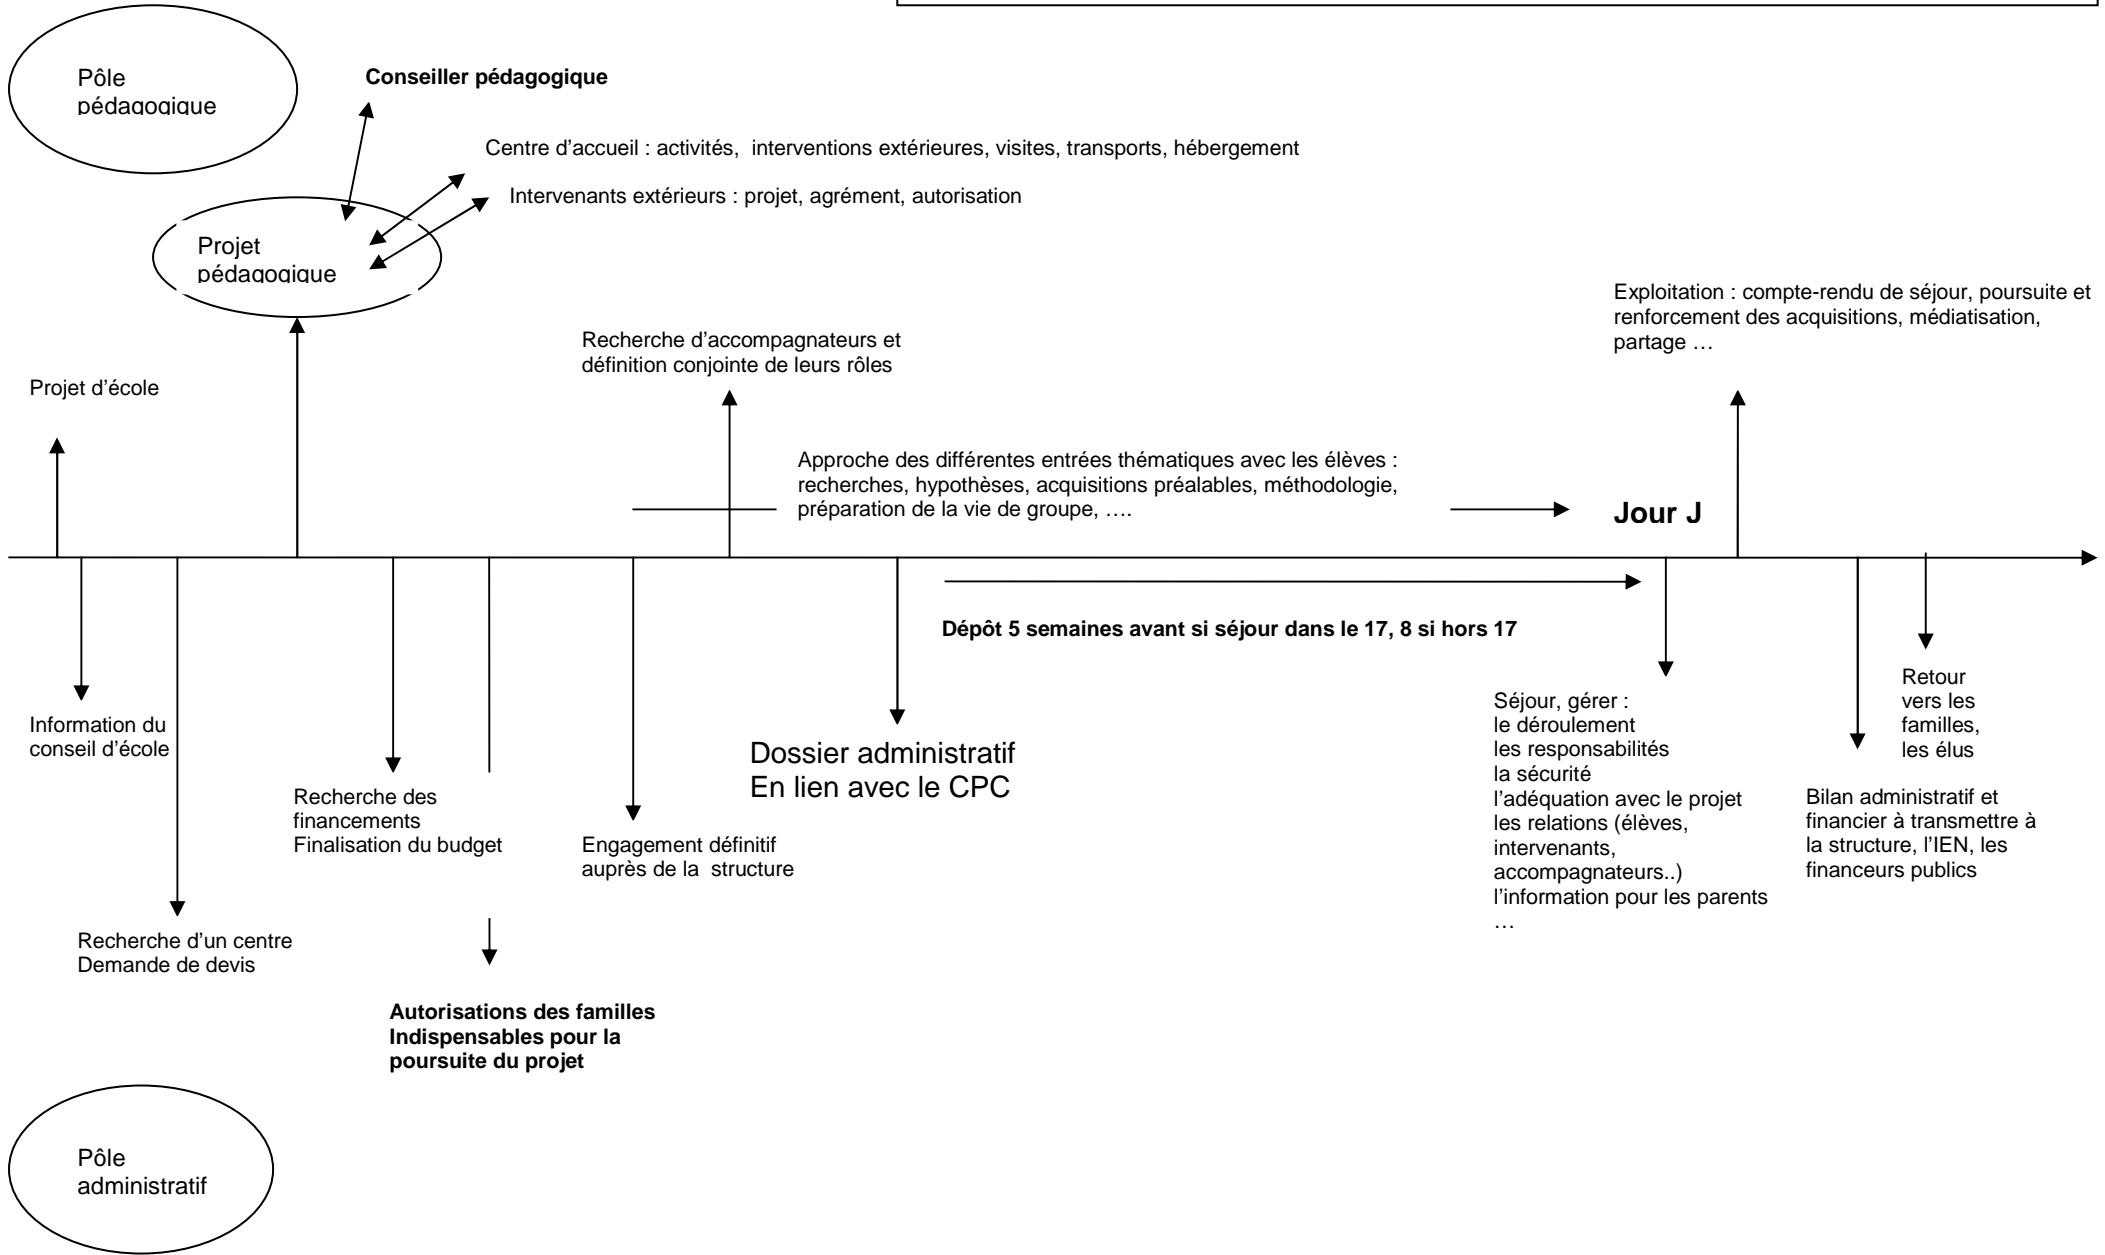 Pôle
pédagogique
Conseiller pédagogique
Centre d'accueil : activités,  interventions extérieures, visites, transports, hébergement
Intervenants extérieurs : projet, agrément, autorisation
Projet
pédagogique
Exploitation : compte-rendu de séjour, poursuite et
renforcement des acquisitions, médiatisation,
partage …
Recherche d'accompagnateurs et
définition conjointe de leurs rôles
Projet d'école
Approche des différentes entrées thématiques avec les élèves :
recherches, hypothèses, acquisitions préalables, méthodologie,
préparation de la vie de groupe, ….
Jour J
Dépôt 5 semaines avant si séjour dans le 17, 8 si hors 17
Information du
conseil d'école
Recherche d'un centre
Demande de devis
Recherche des
financements
Finalisation du budget
Autorisations des familles
Indispensables pour la
poursuite du projet
Engagement définitif
auprès de la  structure
Dossier administratif
En lien avec le CPC
Séjour, gérer :
le déroulement
les responsabilités
la sécurité
l'adéquation avec le projet
les relations (élèves,
intervenants,
accompagnateurs..)
l'information pour les parents
…
Retour
vers les
familles,
les élus
Bilan administratif et
financier à transmettre à
la structure, l'IEN, les
financeurs publics
Pôle
administratif